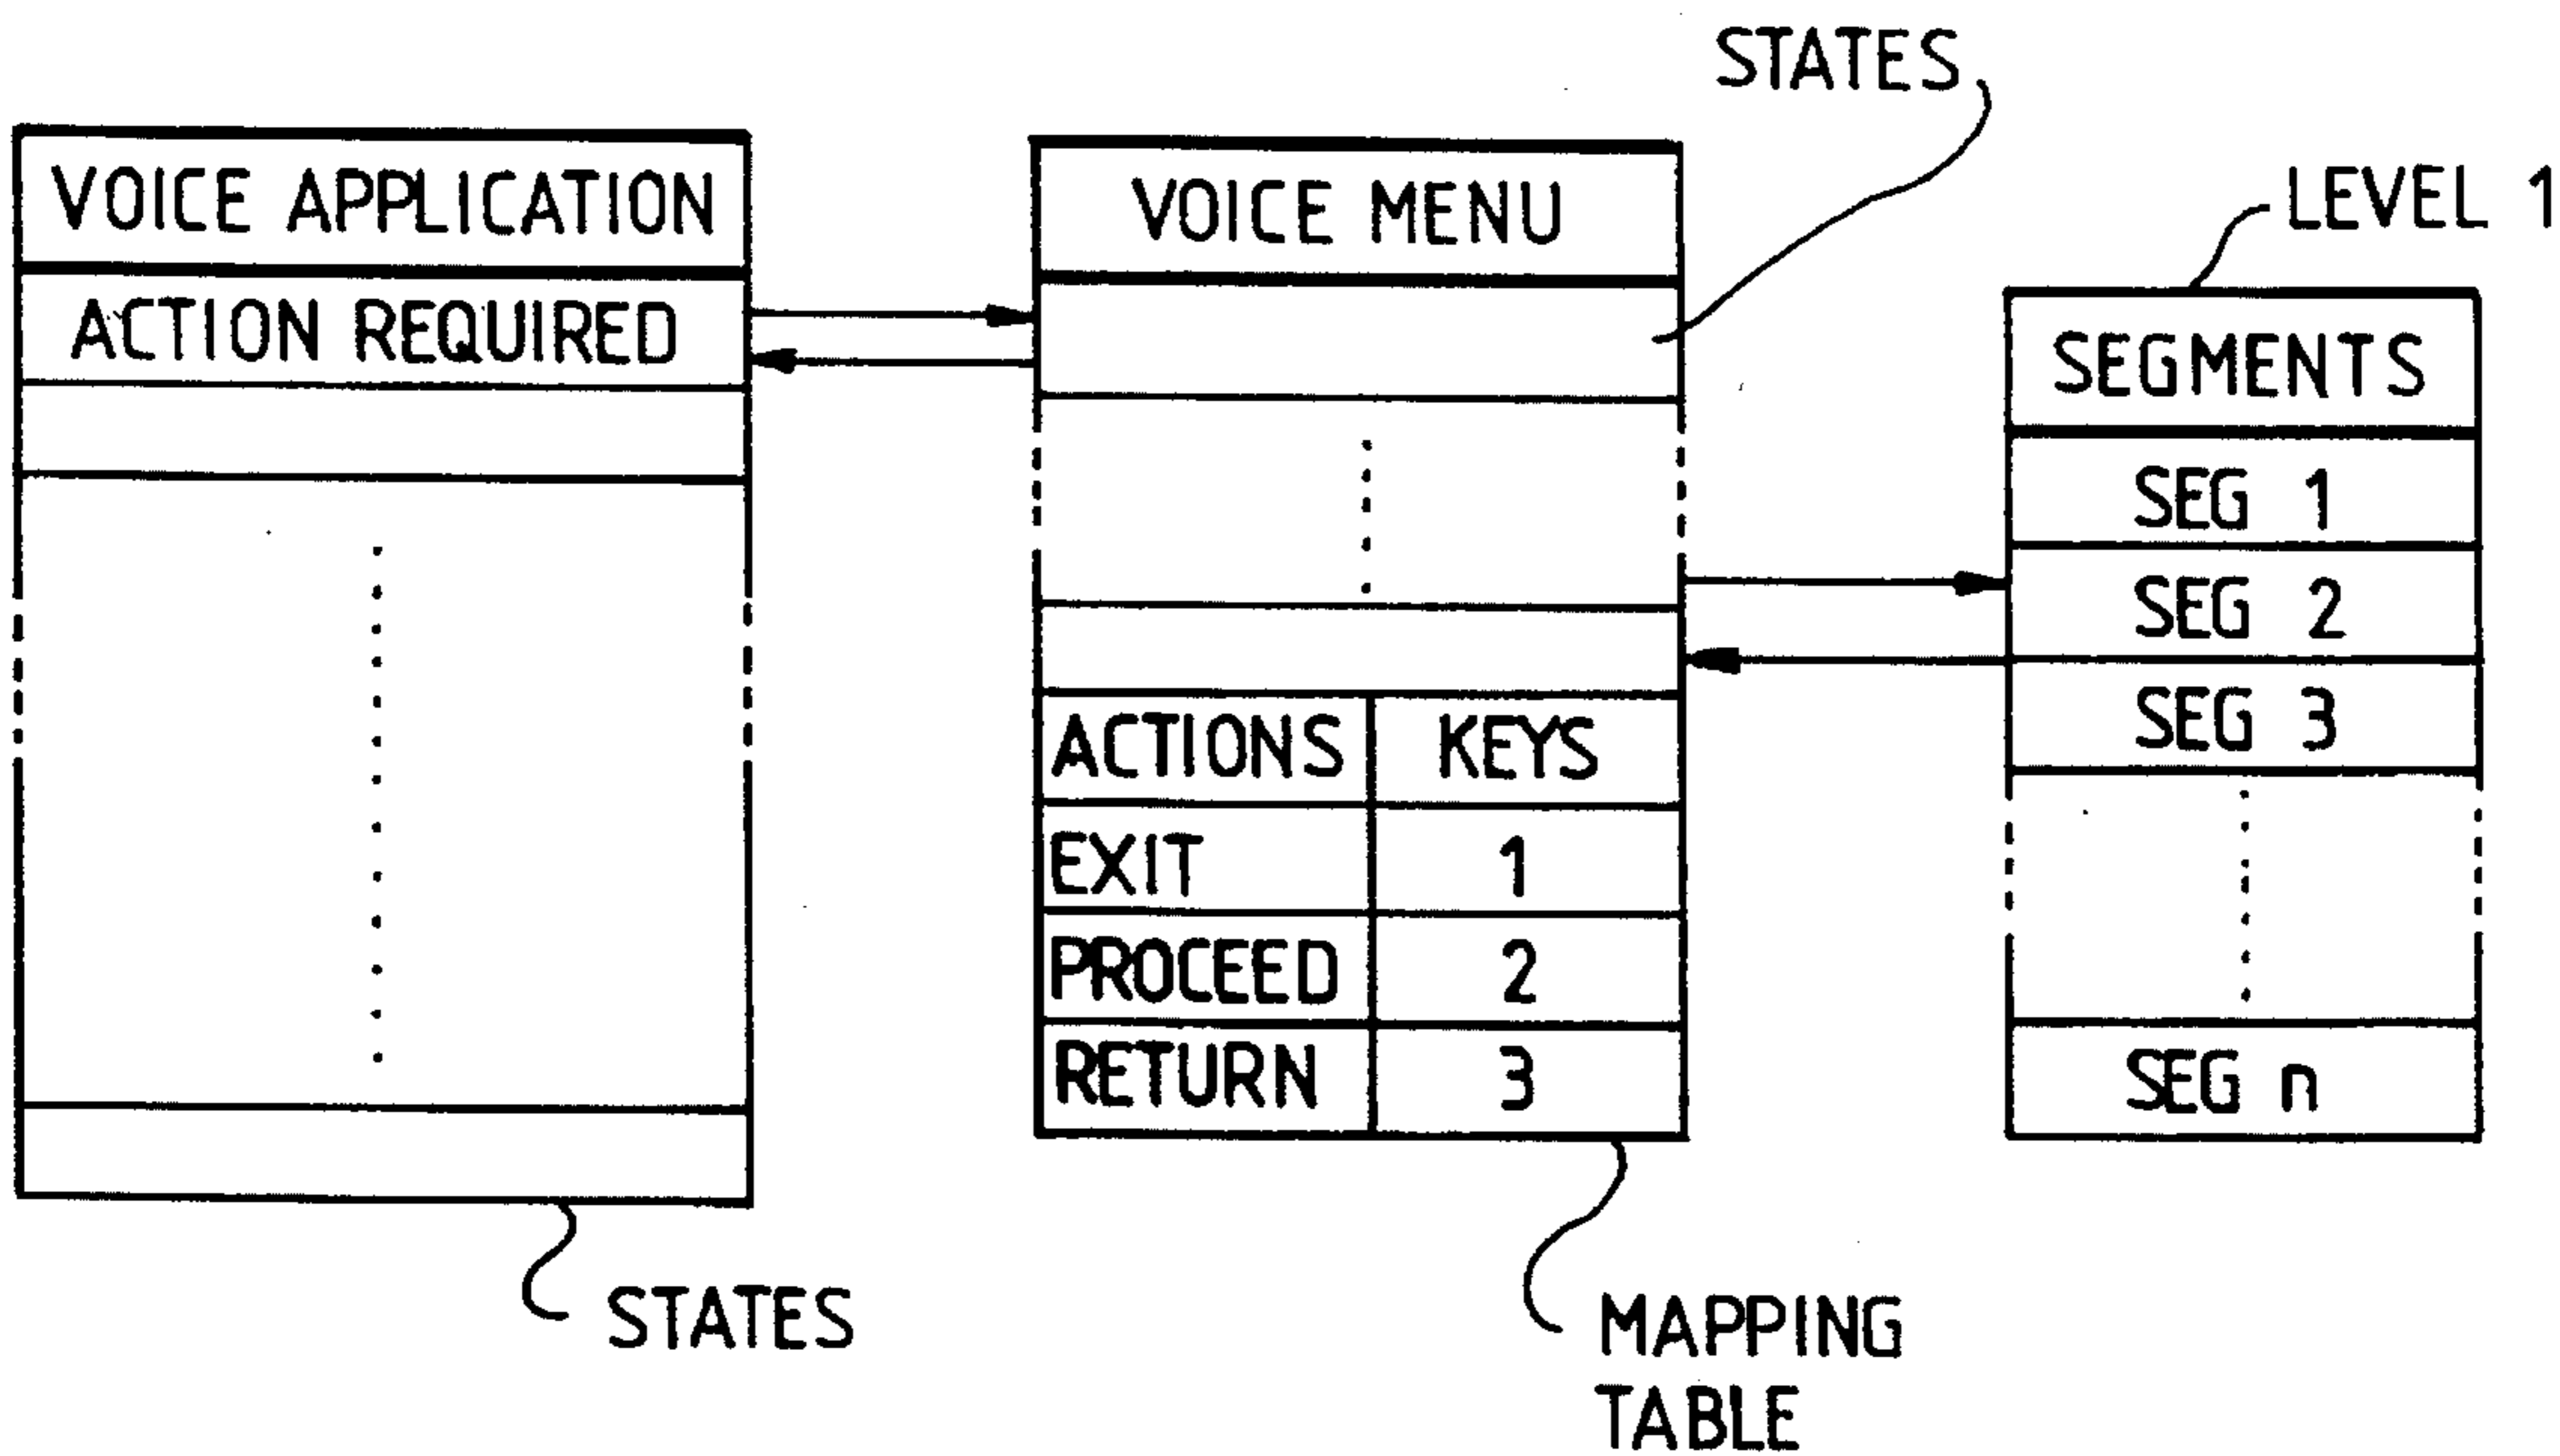 STATES
VOICE APPLICATION
ACTION REQUIRED
STATES
VOICE MENU
ACTIONS KEYS
EXIT 1
PROCEED 2
RETURN 3
MAPPING
TABLE
LEVEL 1
SEGMENTS
SEG 1
SEG 2
SEG 3
SEG n